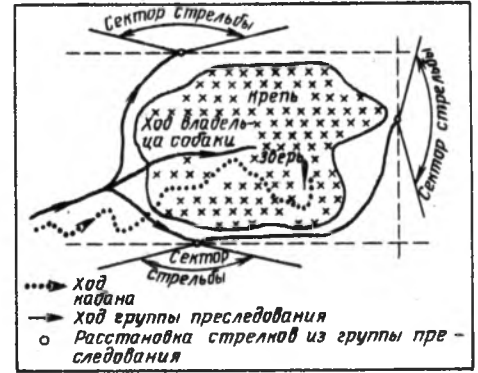 Сектор стрельбы
Крепь
Ход владель-
ца собаки
Зверь
Сектор стрельбы
Сектор
стрельбы
Ход
кабана
Ход группы преследования
Расстановка стрелков из группы пре-
следования